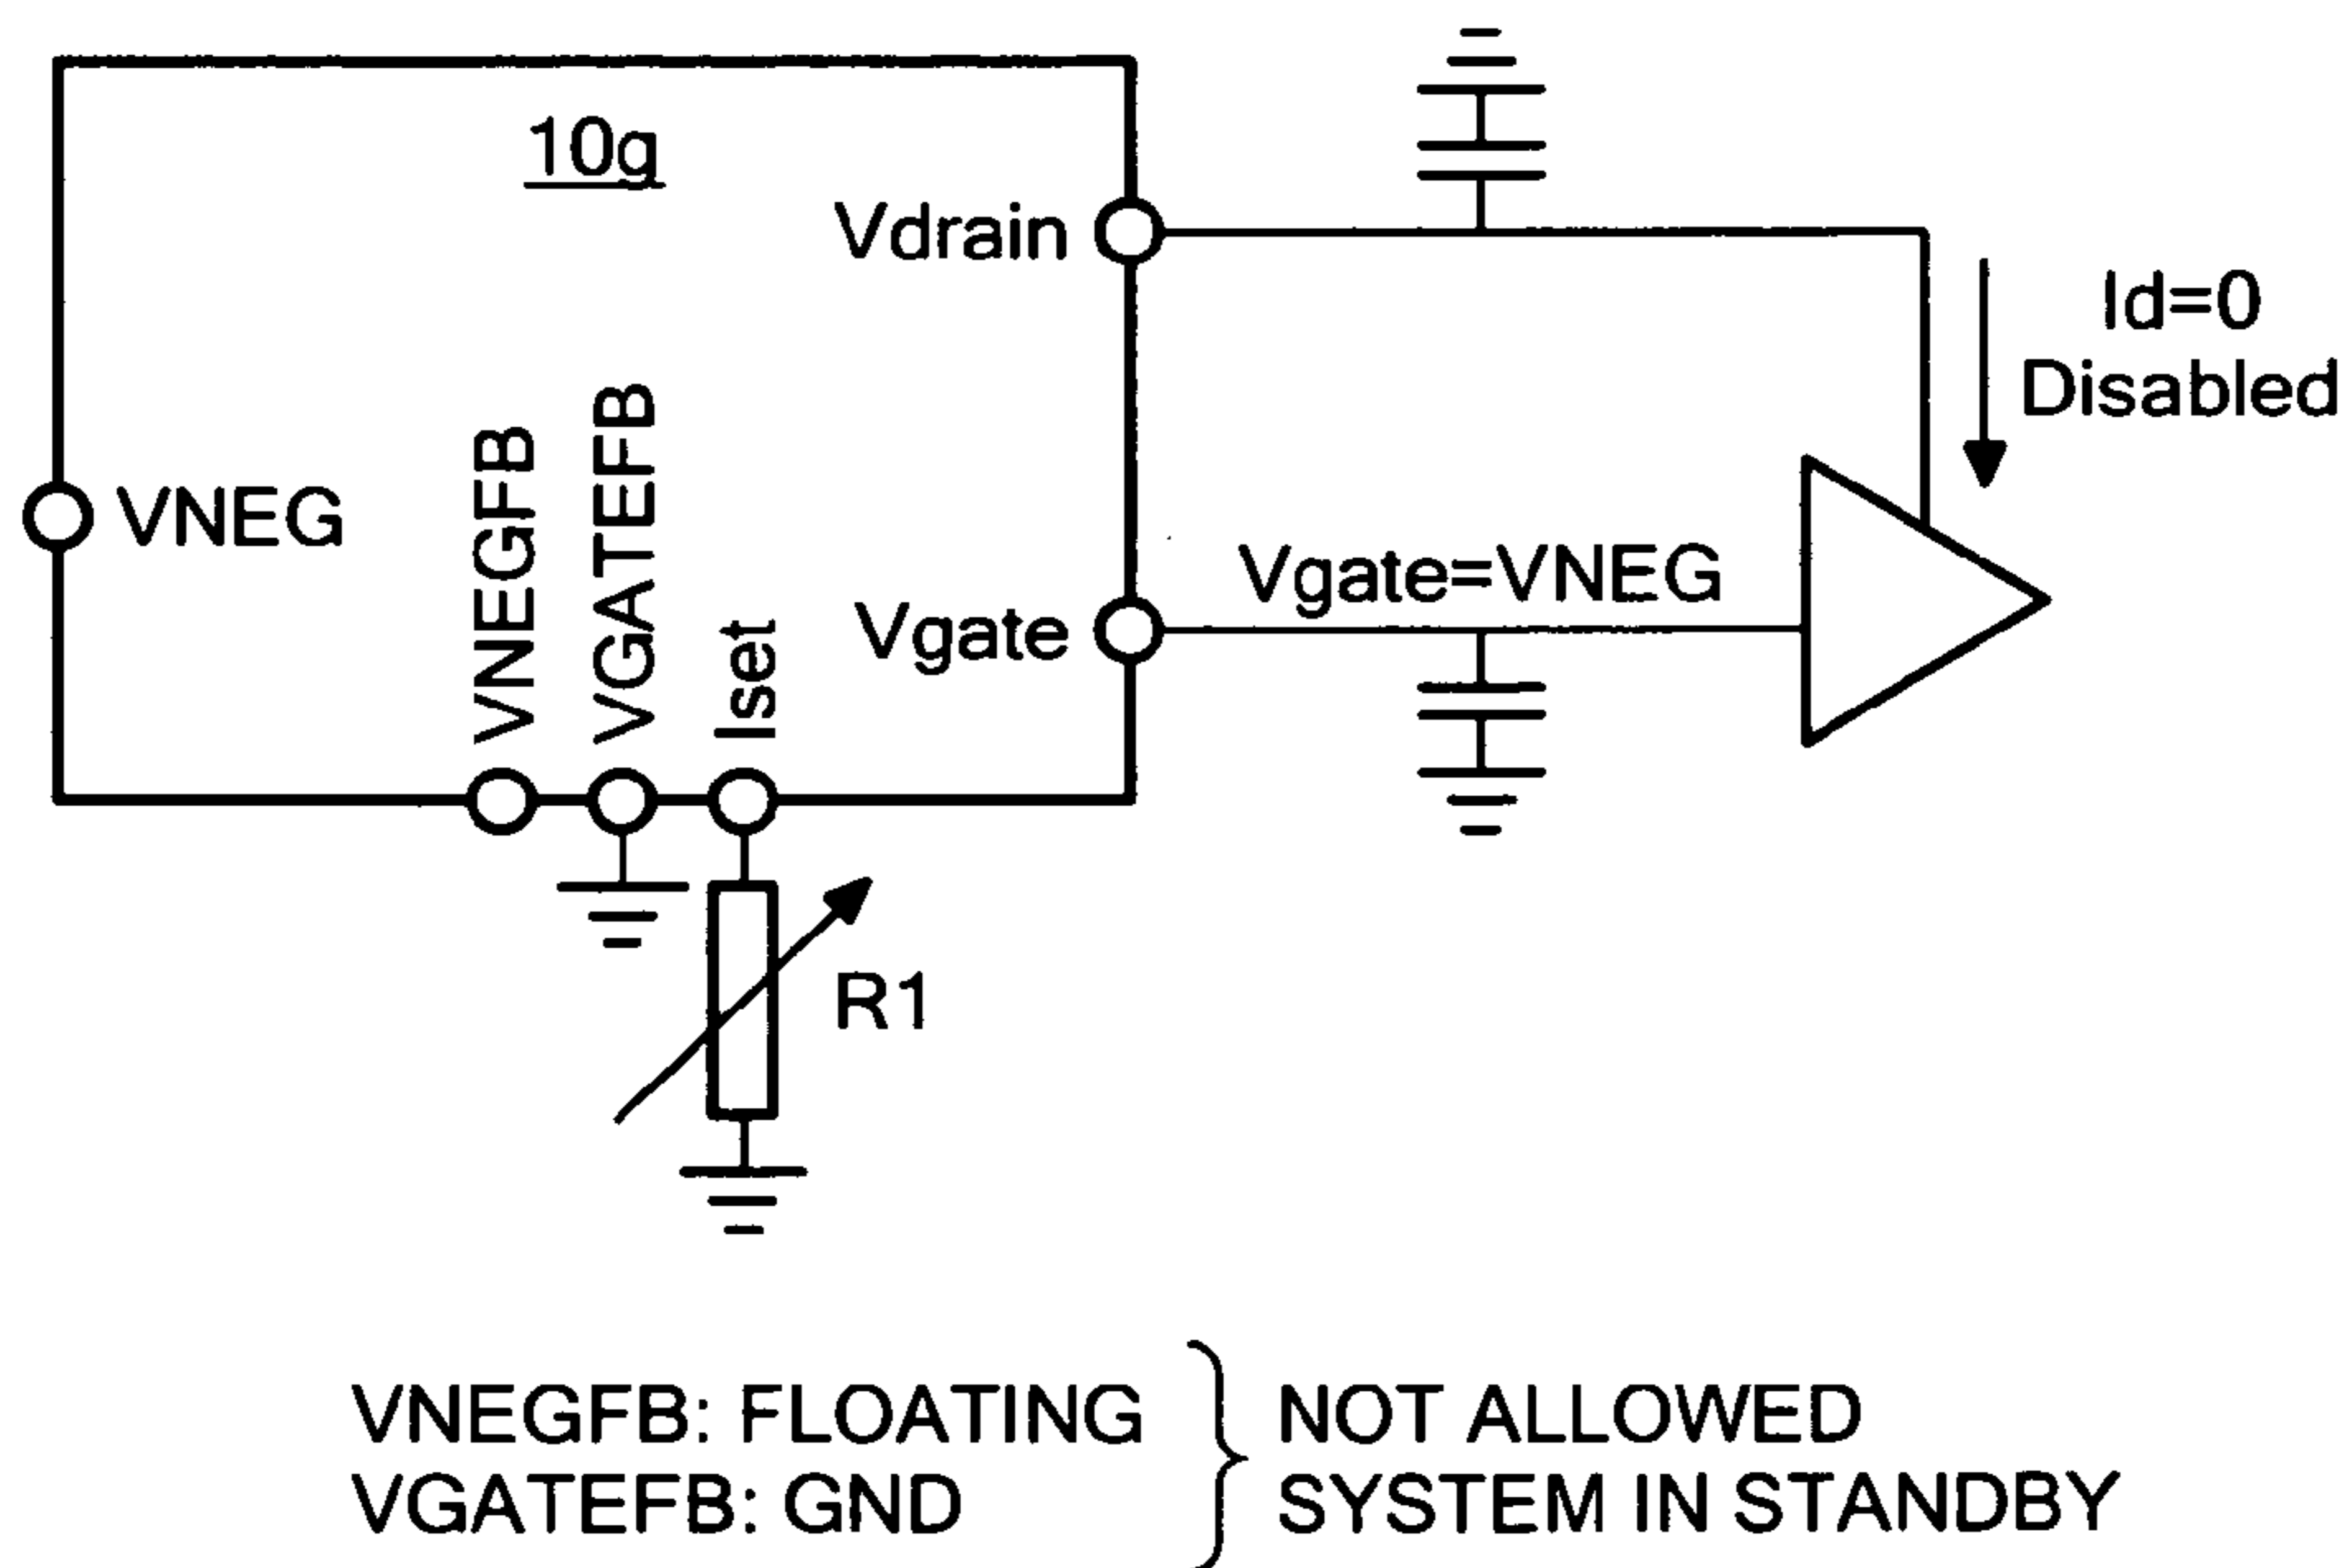 10g
Vdrain
Id=0
Disabled
VNEG
VNEGFB
VGATEFB
Iset
Vgate
Vgate=VNEG
R1
VNEGFB: FLOATING
VGATEFB: GND
NOT ALLOWED
SYSTEM IN STANDBY